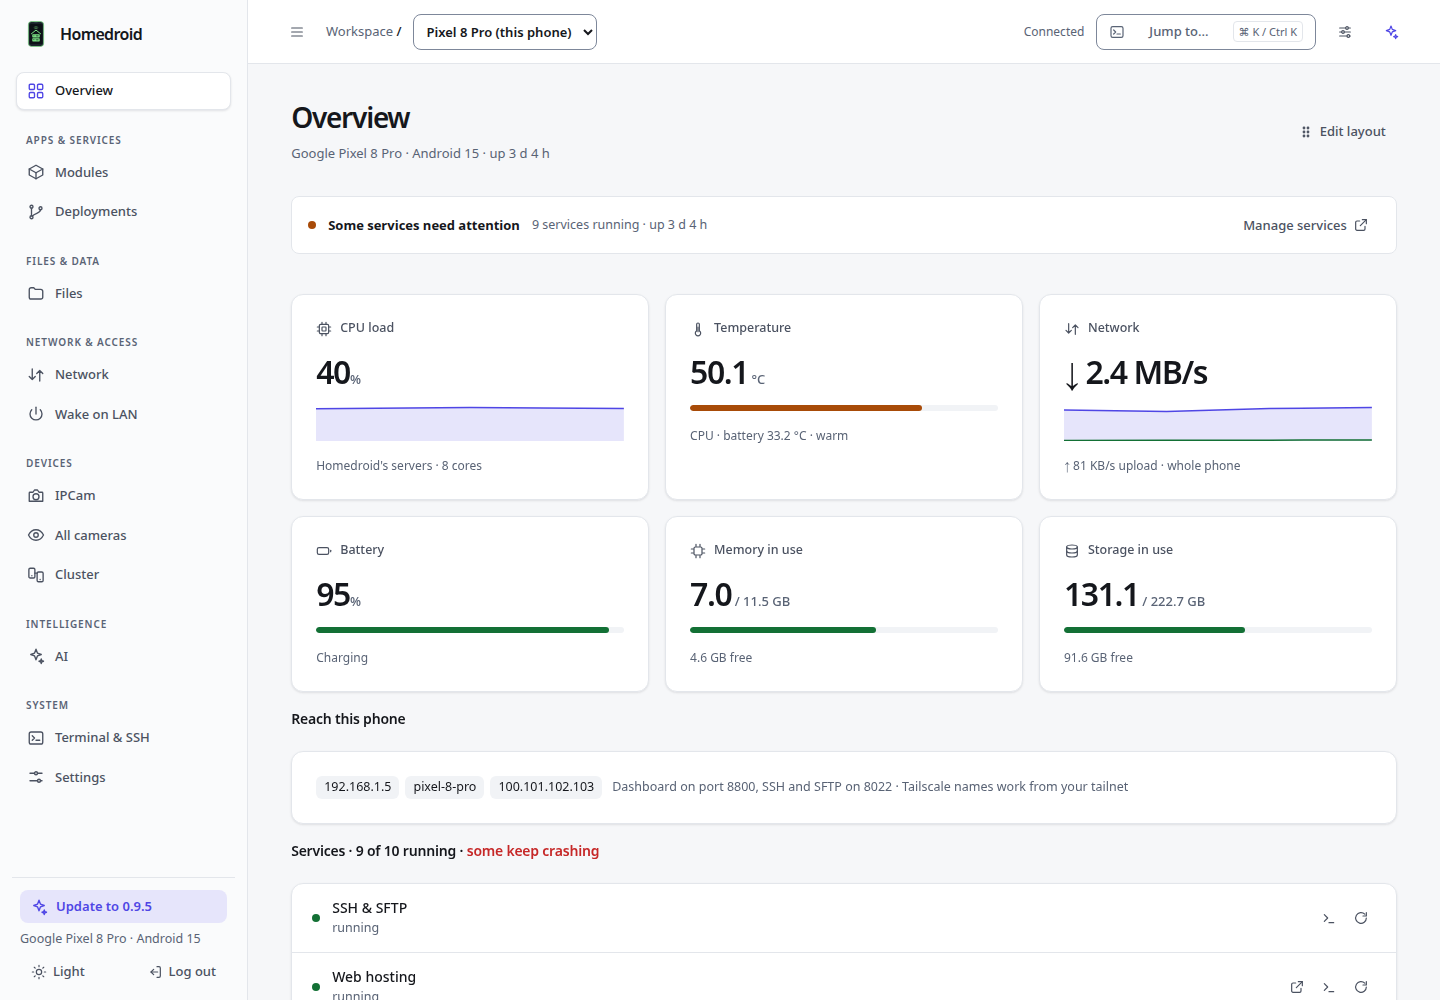 Homedroid
Overview
APPS & SERVICES
Modules
Deployments
FILES & DATA
Files
NETWORK & ACCESS
Network
Wake on LAN
DEVICES
IPCam
All cameras
Cluster
INTELLIGENCE
AI
SYSTEM
Terminal & SSH
Settings
Update to 0.9.5
Google Pixel 8 Pro · Android 15
Light
Log out
Workspace / Pixel 8 Pro (this phone)
Connected
Jump to... ⌘ K / Ctrl K
Overview
Google Pixel 8 Pro · Android 15 · up 3 d 4 h
Edit layout
Some services need attention 9 services running · up 3 d 4 h
Manage services
CPU load
40%
Homedroid's servers · 8 cores
Temperature
50.1 °C
CPU · battery 33.2 °C · warm
Network
↓ 2.4 MB/s
↑ 81 KB/s upload · whole phone
Battery
95%
Charging
Memory in use
7.0 / 11.5 GB
4.6 GB free
Storage in use
131.1 / 222.7 GB
91.6 GB free
Reach this phone
192.168.1.5 pixel-8-pro 100.101.102.103 Dashboard on port 8800, SSH and SFTP on 8022 · Tailscale names work from your tailnet
Services · 9 of 10 running · some keep crashing
SSH & SFTP
running
Web hosting
running